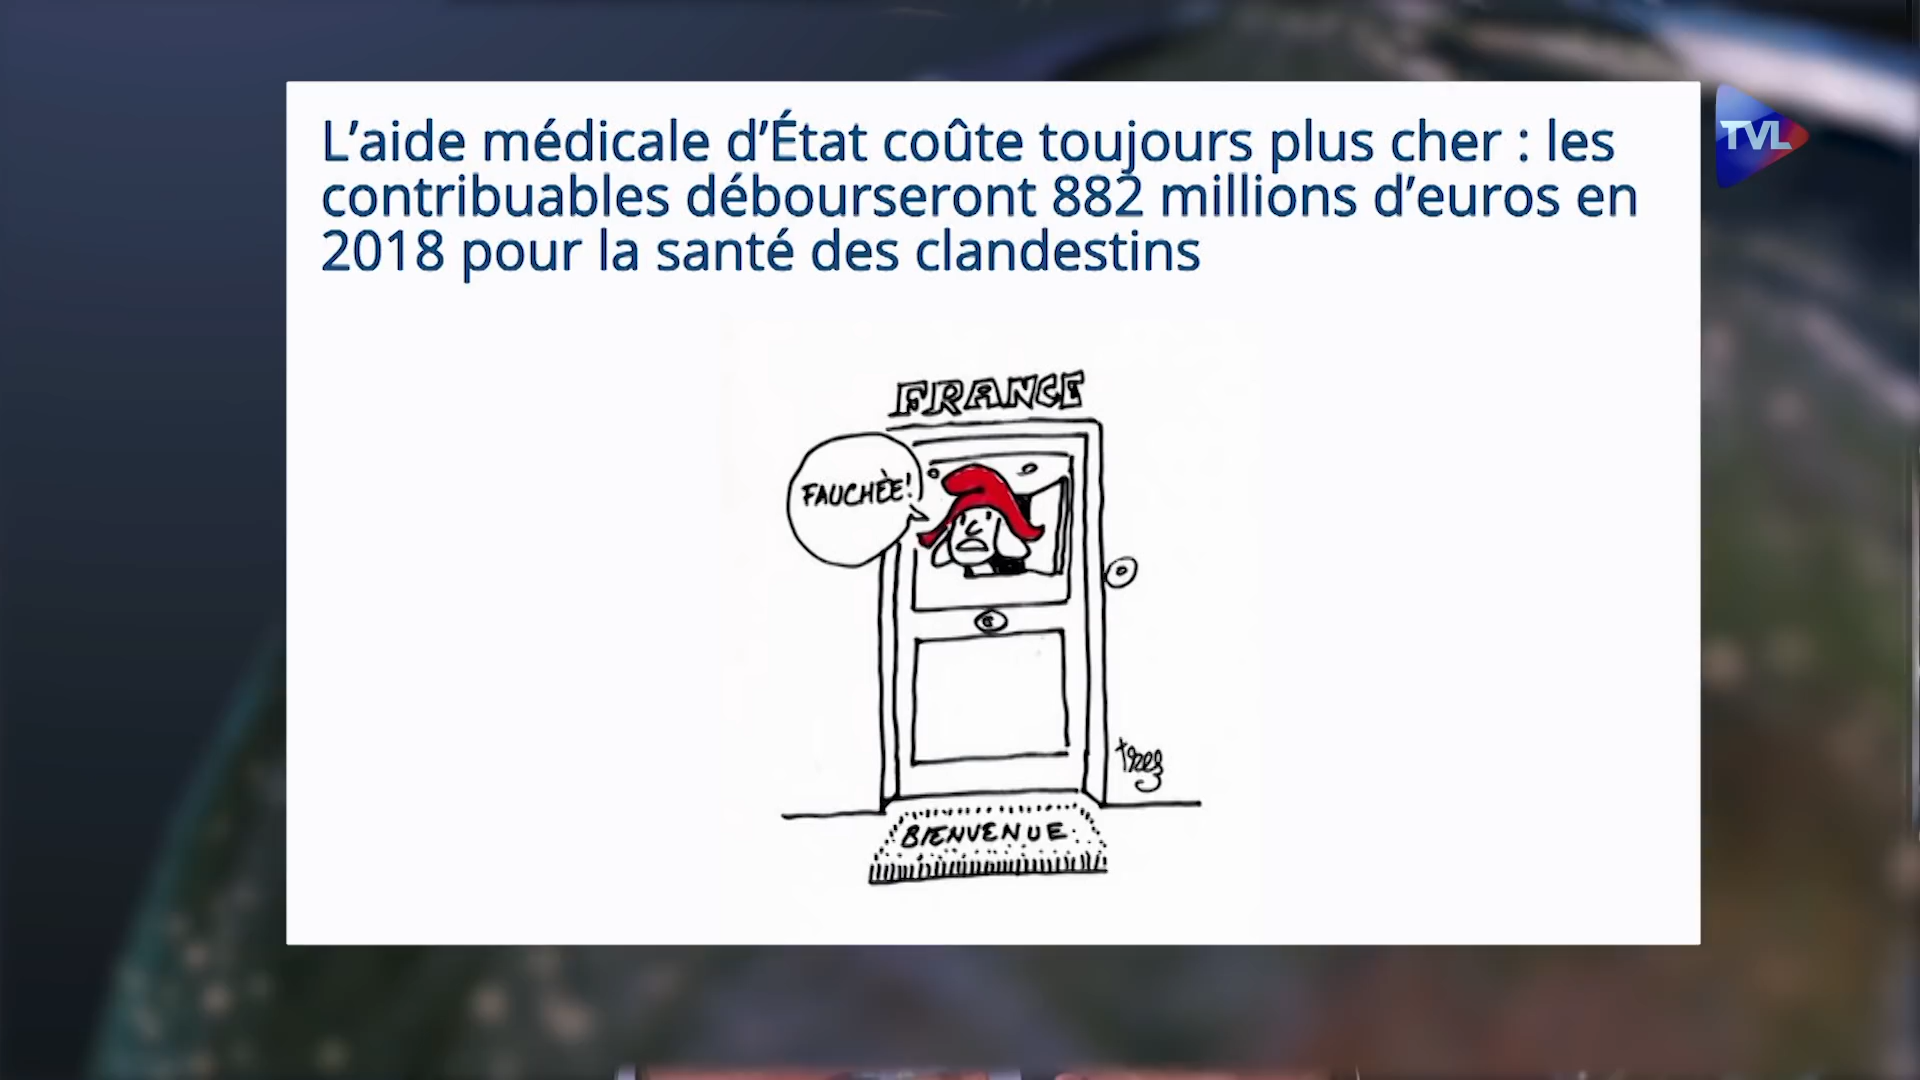 L’aide médicale d’État coûte toujours plus cher : les
contribuables débourseront 882 millions d’euros en
2018 pour la santé des clandestins
TVL
FRANCE
FAUCHÈE!
BIENVENUE